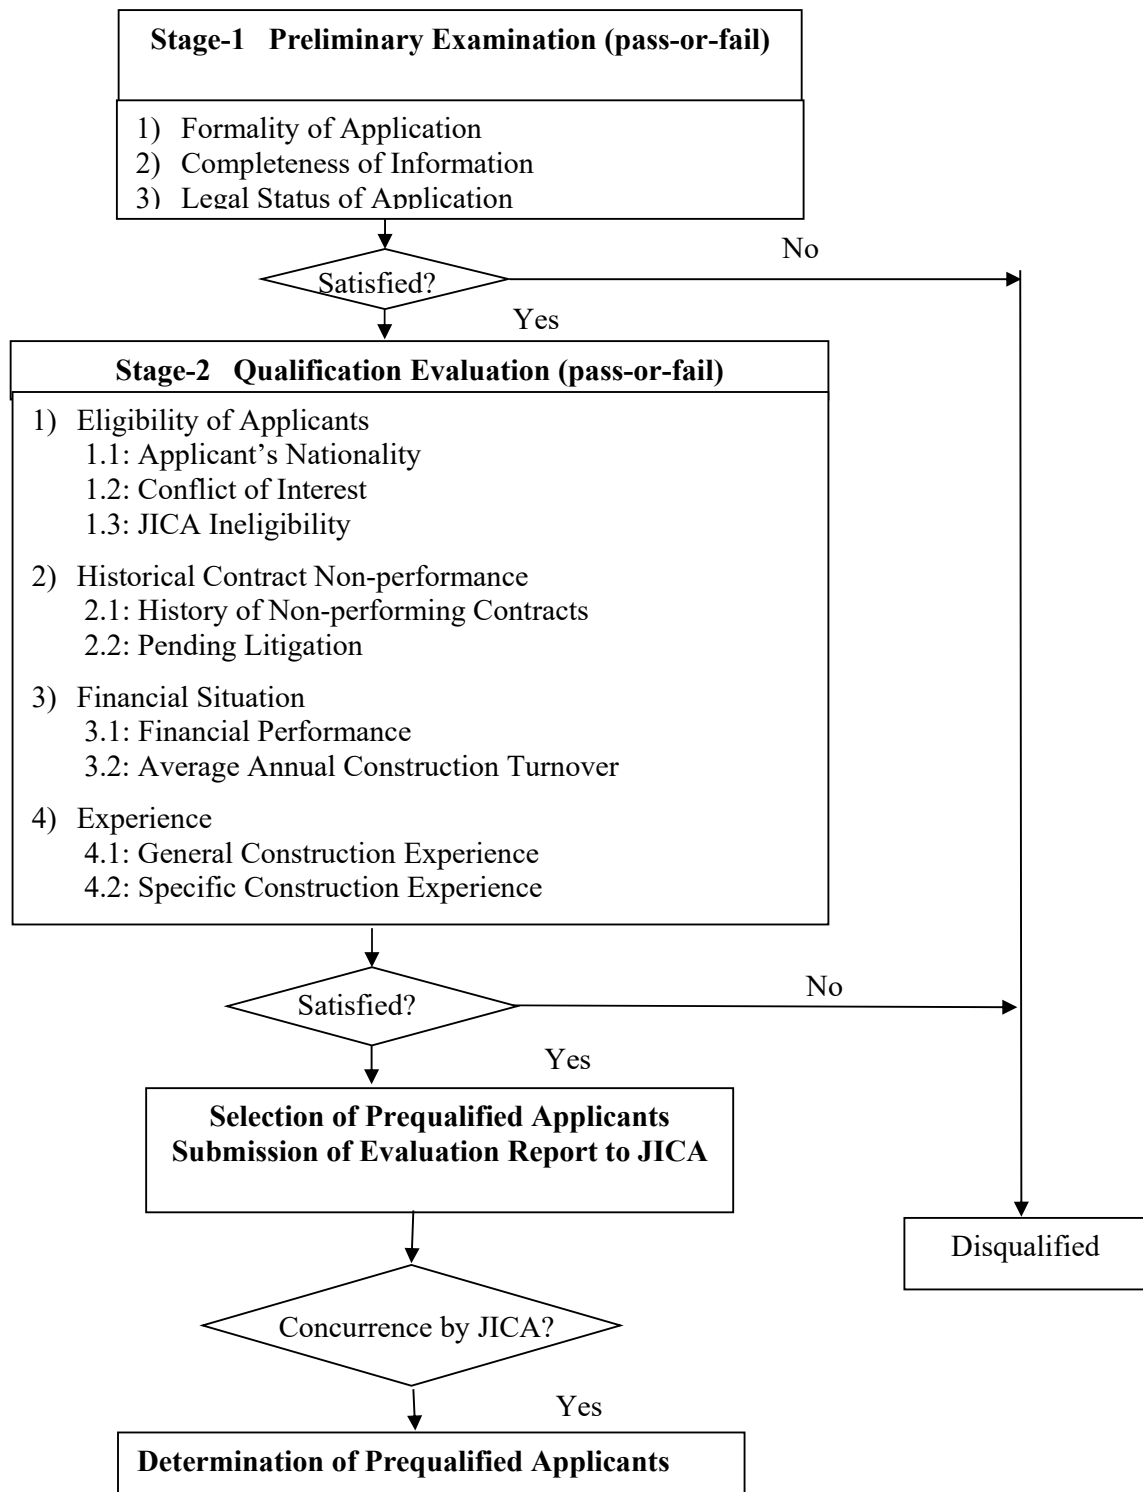 Stage-1 Preliminary Examination (pass-or-fail)
1) Formality of Application
2) Completeness of Information
3) Legal Status of Application
No
Satisfied?
Yes
Stage-2 Qualification Evaluation (pass-or-fail)
1) Eligibility of Applicants
1.1: Applicant’s Nationality
1.2: Conflict of Interest
1.3: JICA Ineligibility
2) Historical Contract Non-performance
2.1: History of Non-performing Contracts
2.2: Pending Litigation
3) Financial Situation
3.1: Financial Performance
3.2: Average Annual Construction Turnover
4) Experience
4.1: General Construction Experience
4.2: Specific Construction Experience
No
Satisfied?
Yes
Selection of Prequalified Applicants
Submission of Evaluation Report to JICA
Disqualified
Concurrence by JICA?
Yes
Determination of Prequalified Applicants